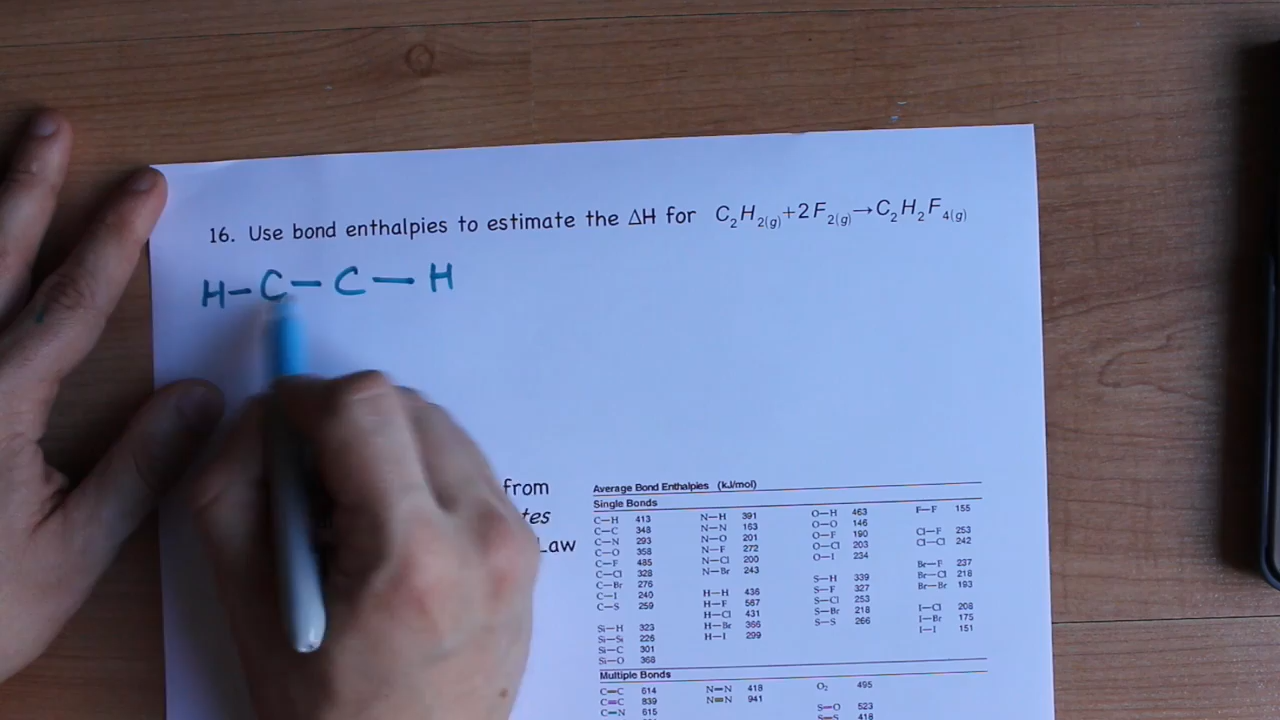 16. Use bond enthalpies to estimate the ΔH for C₂H₂(g)+2F₂(g)→C₂H₂F₄(g)
H—C—C—H
from
tes
Law
Average Bond Enthalpies (kJ/mol)
Single Bonds
C—H 413 N—H 391 O—H 463 F—F 155
C—C 348 N—N 163 O—O 146
C—N 293 N—O 201 O—F 190 Cl—F 253
C—O 358 N—F 272 O—Cl 203 Cl—Cl 242
C—F 485 N—Cl 200 O—I 234
C—Cl 328 N—Br 243 Br—F 237
C—Br 276 S—H 339 Br—Cl 218
C—I 240 H—H 436 S—F 327 Br—Br 193
C—S 259 H—F 567 S—Cl 253
H—Cl 431 S—Br 218 I—Cl 208
Si—H 323 H—Br 366 S—S 266 I—Br 175
Si—Si 226 H—I 299 I—I 151
Si—C 301
Si—O 368
Multiple Bonds
C=C 614 N=N 418 O₂ 495
C≡C 839 N≡N 941
C=N 615 S=O 523
S=S 418